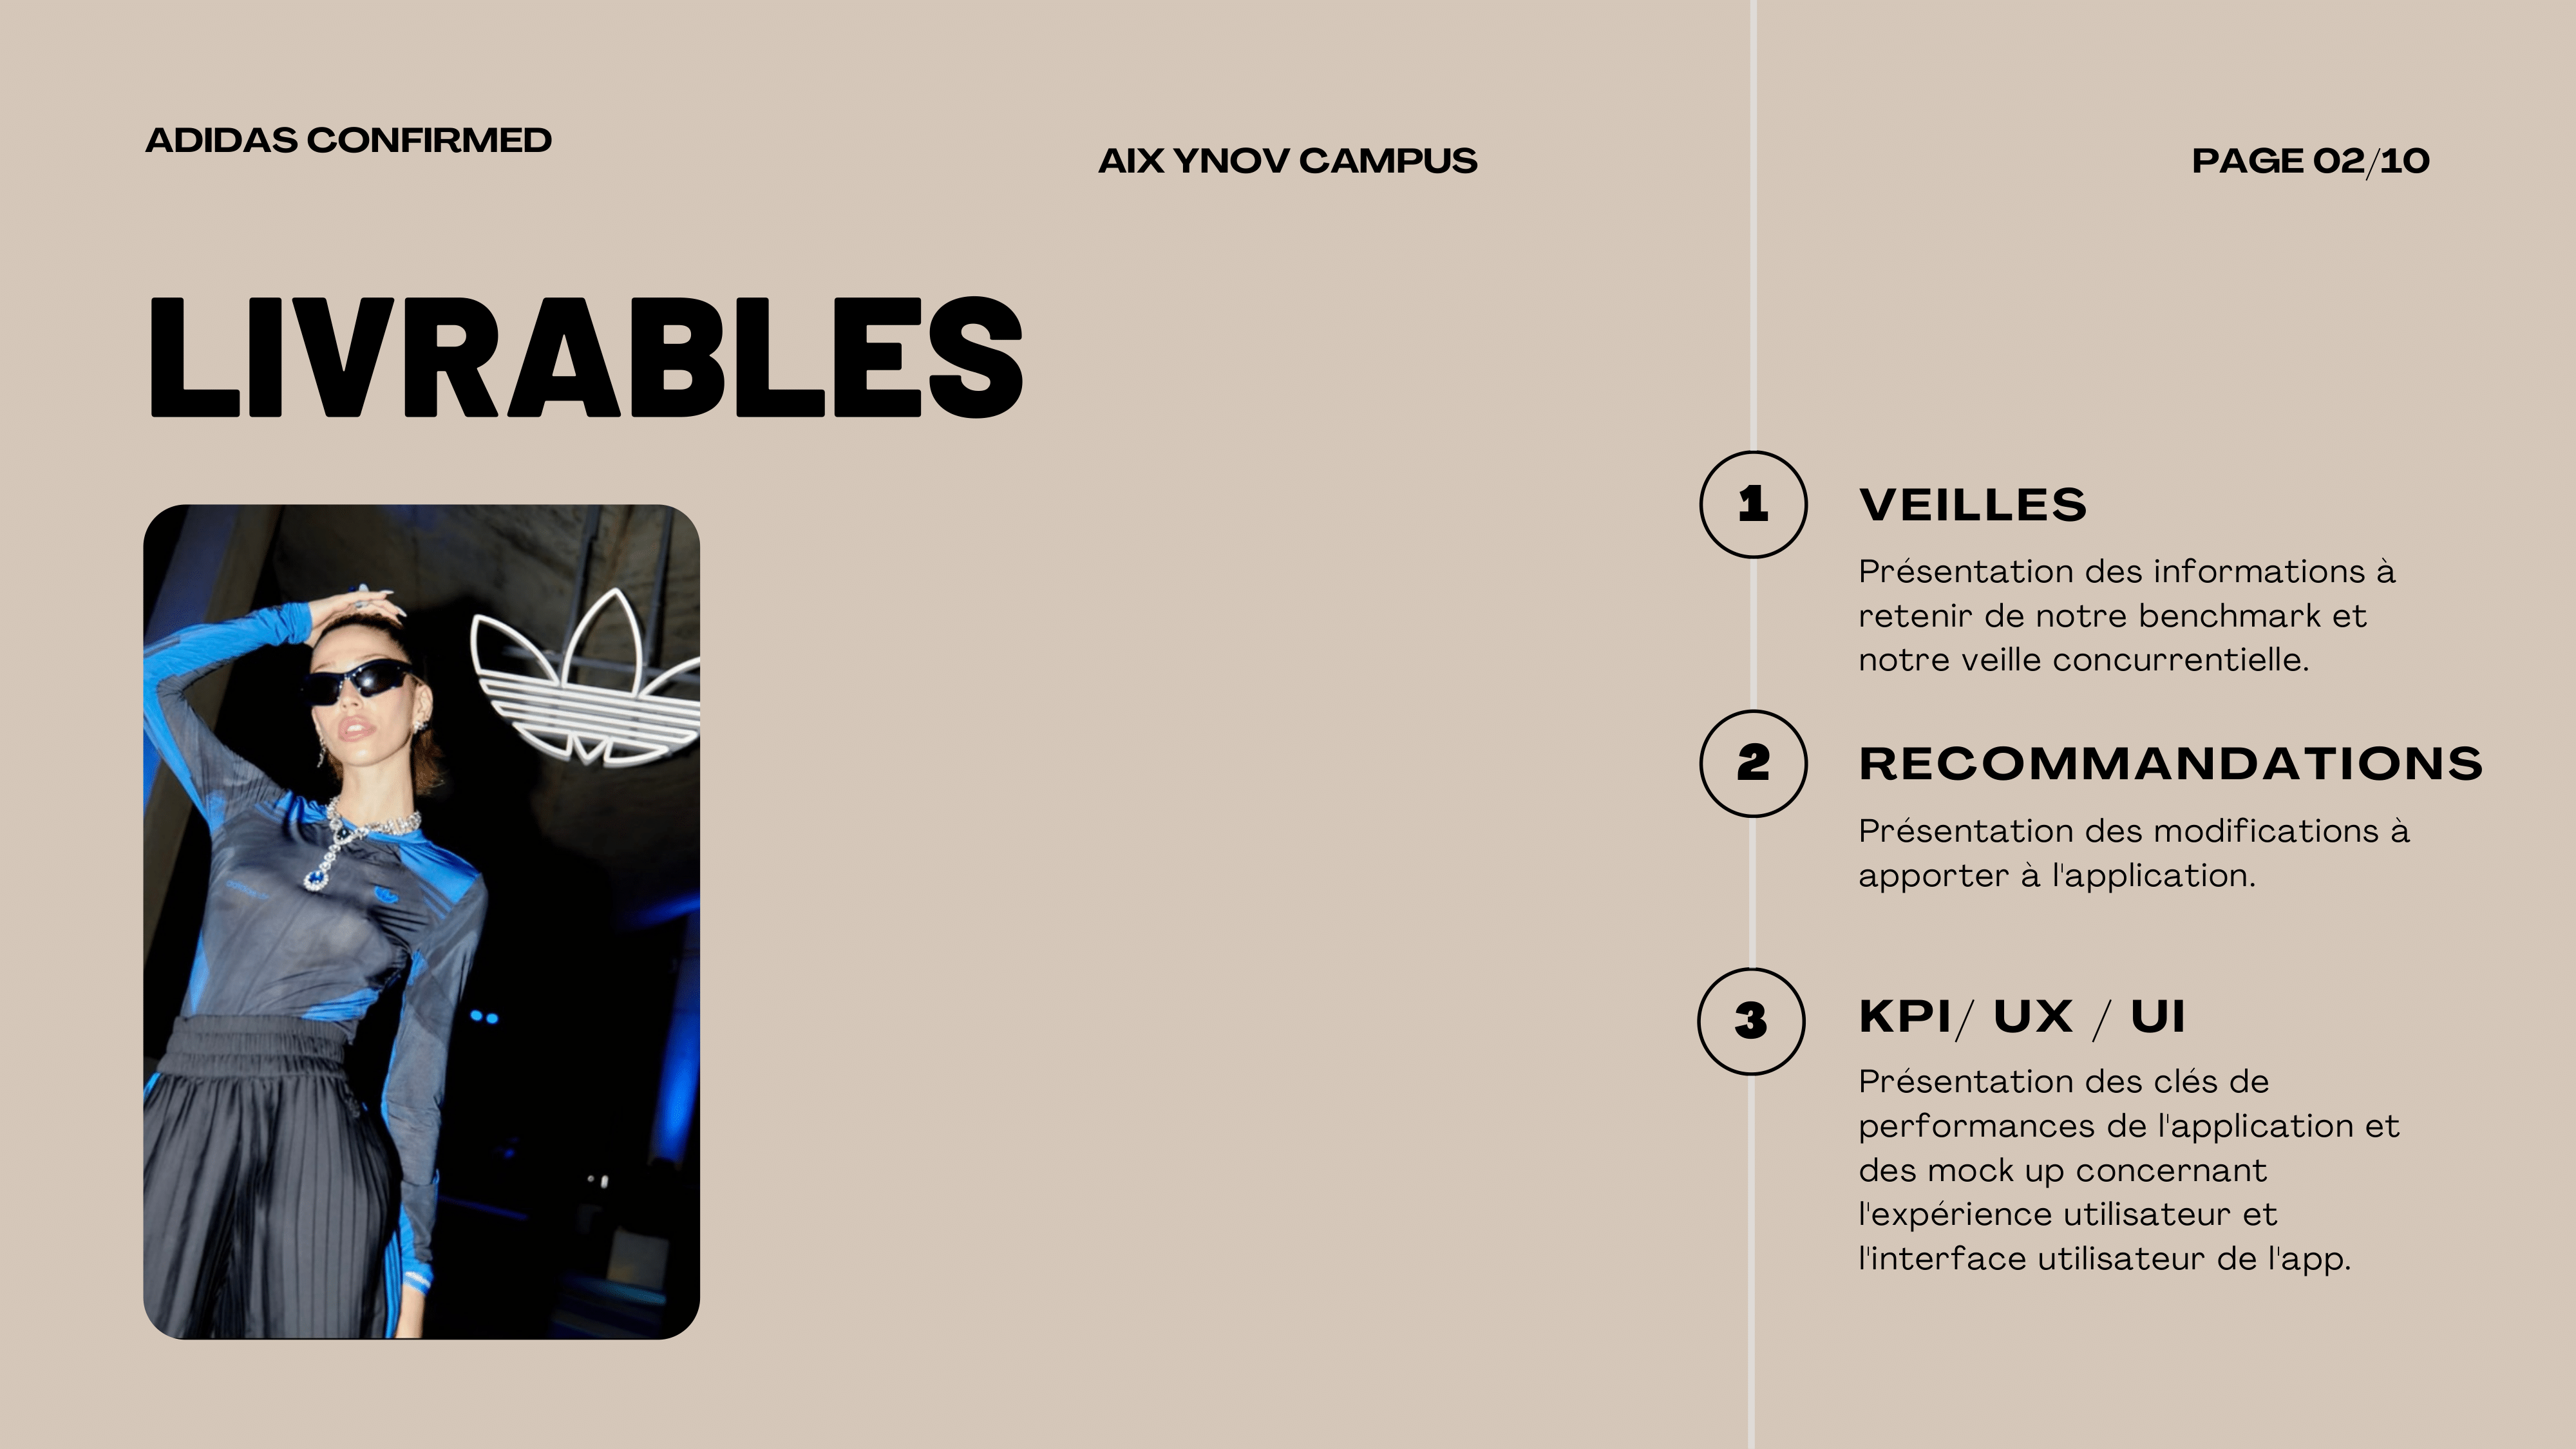 ADIDAS CONFIRMED
AIX YNOV CAMPUS
PAGE 02/10
LIVRABLES
1
VEILLES
Présentation des informations à
retenir de notre benchmark et
notre veille concurrentielle.
2
RECOMMANDATIONS
Présentation des modifications à
apporter à l'application.
3
KPI/ UX / UI
Présentation des clés de
performances de l'application et
des mock up concernant
l'expérience utilisateur et
l'interface utilisateur de l'app.